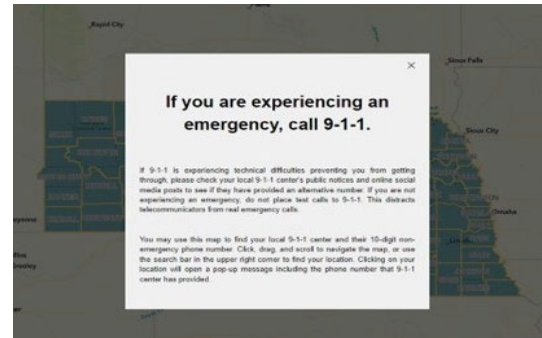 Rapid City
Sioux Falls
×
If you are experiencing an
emergency, call 9-1-1.
Sioux City
If 9-1-1 is experiencing technical difficulties preventing you from getting
through, please check your local 9-1-1 center's public notices and online social
media posts to see if they have provided an alternative number. If you are not
experiencing an emergency, do not place test calls to 9-1-1. This distracts
telecommunicators from real emergency calls.
Omaha
You may use this map to find your local 9-1-1 center and their 10-digit non-
emergency phone number. Click, drag, and scroll to navigate the map, or use
the search bar in the upper right corner to find your location. Clicking on your
location will open a pop-up message including the phone number that 9-1-1
center has provided.